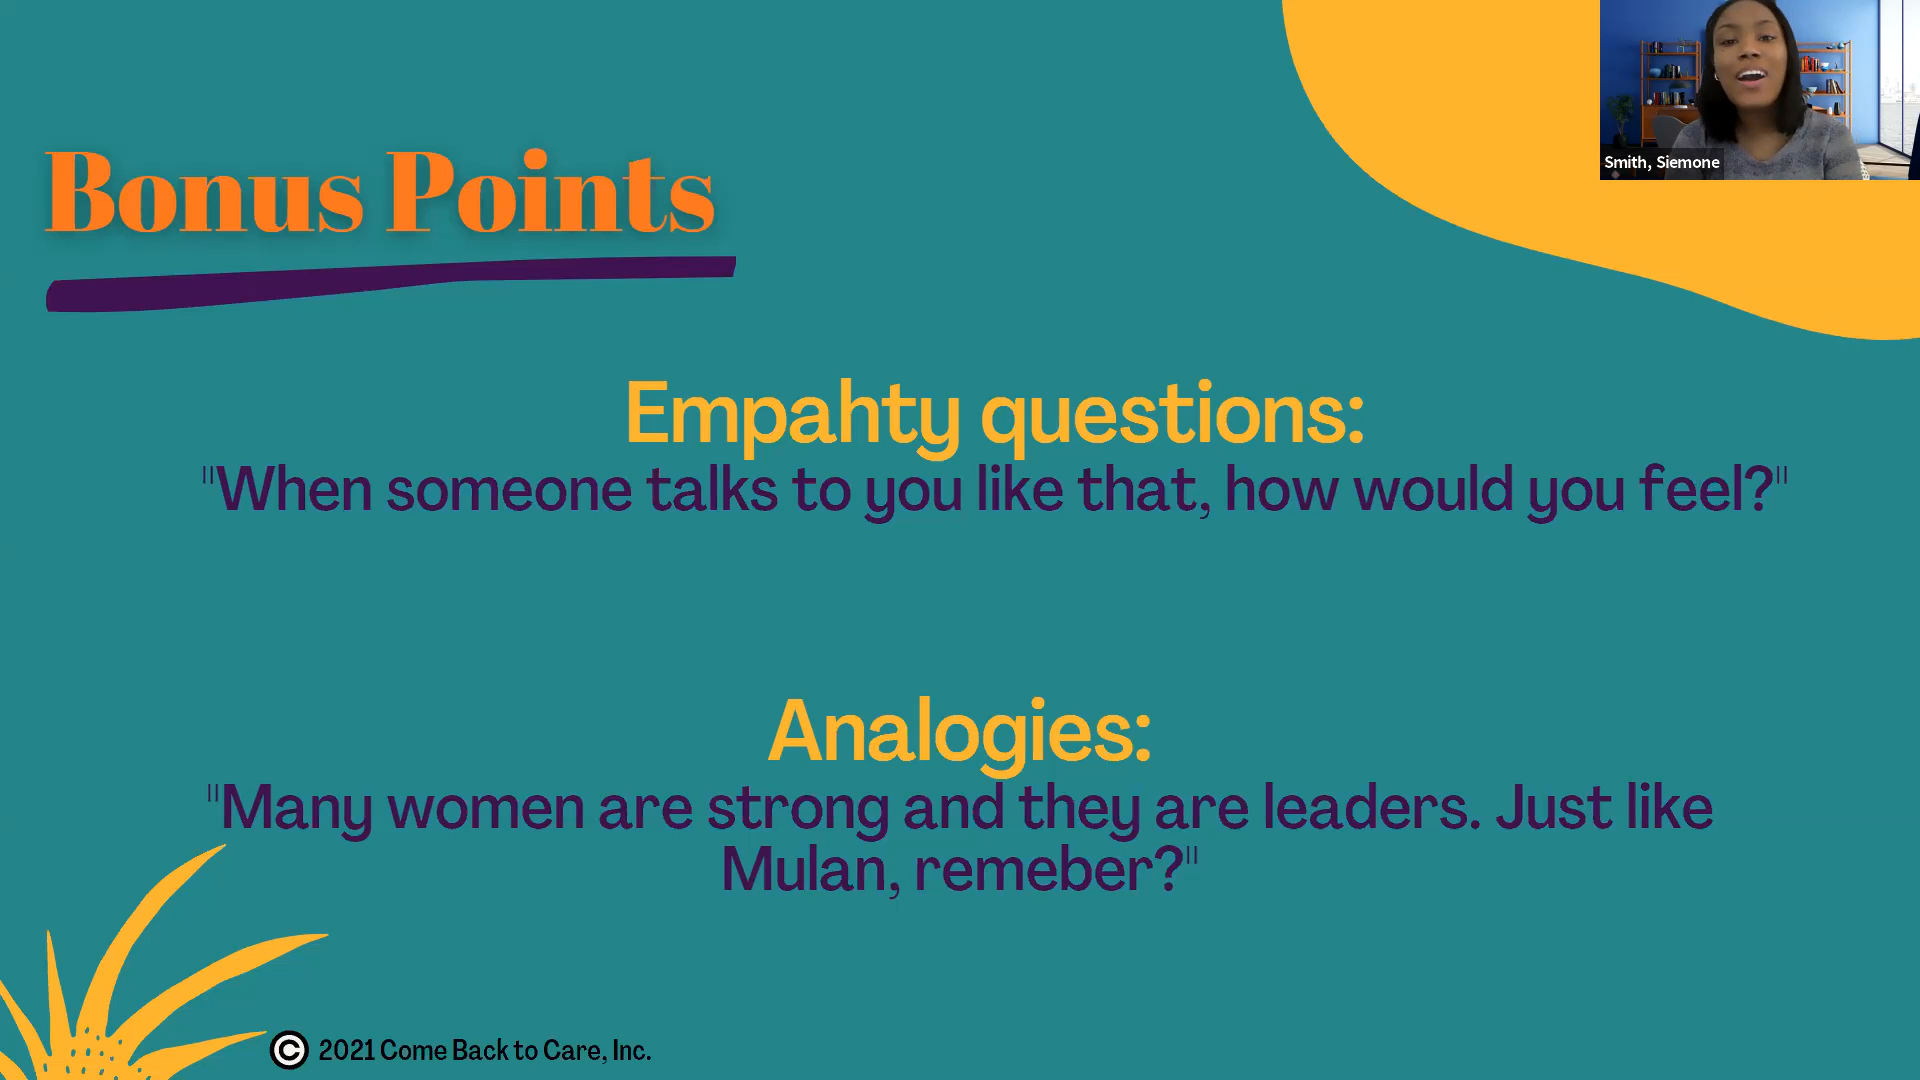 Smith, Siemone
Bonus Points
Empahty questions:
"When someone talks to you like that, how would you feel?"
Analogies:
"Many women are strong and they are leaders. Just like
Mulan, remeber?"
© 2021 Come Back to Care, Inc.